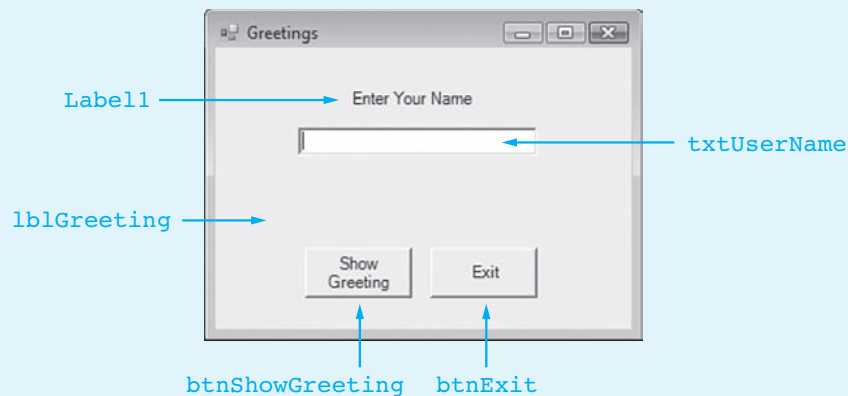 Greetings
Label1
Enter Your Name
txtUserName
lblGreeting
Show
Greeting
Exit
btnShowGreeting
btnExit